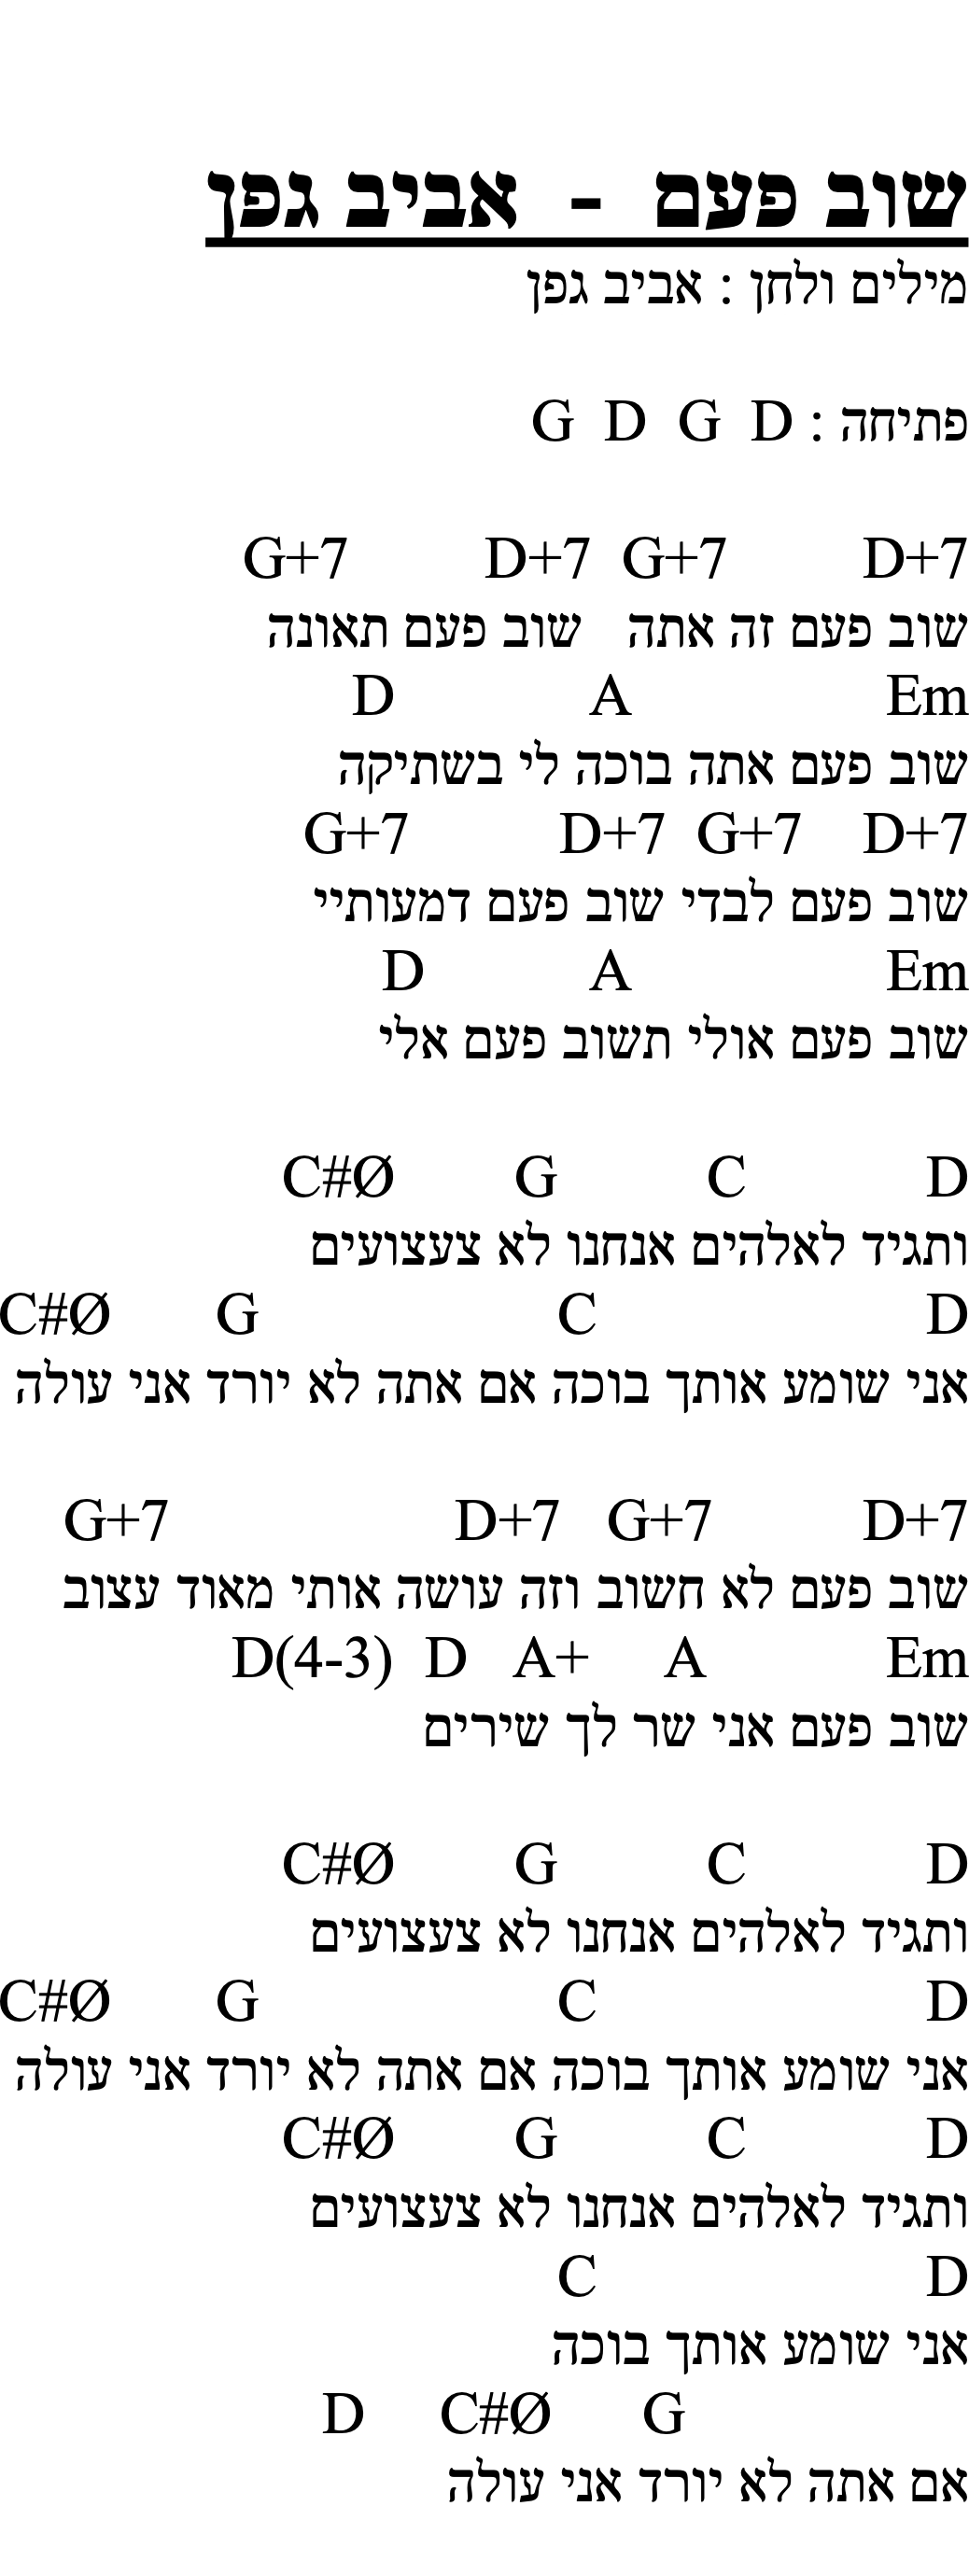 שוב פעם - אביב גפן
מילים ולחן : אביב גפן
פתיחה : G D G D
G+7 D+7 G+7 D+7
שוב פעם זה אתה שוב פעם תאונה
D A Em
שוב פעם אתה בוכה לי בשתיקה
G+7 D+7 G+7 D+7
שוב פעם לבדי שוב פעם דמעותיי
D A Em
שוב פעם אולי תשוב פעם אלי
C#Ø G C D
ותגיד לאלהים אנחנו לא צעצועים
C#Ø G C D
אני שומע אותך בוכה אם אתה לא יורד אני עולה
G+7 D+7 G+7 D+7
שוב פעם לא חשוב וזה עושה אותי מאוד עצוב
D(4-3) D A+ A Em
שוב פעם אני שר לך שירים
C#Ø G C D
ותגיד לאלהים אנחנו לא צעצועים
C#Ø G C D
אני שומע אותך בוכה אם אתה לא יורד אני עולה
C#Ø G C D
ותגיד לאלהים אנחנו לא צעצועים
C D
אני שומע אותך בוכה
D C#Ø G
אם אתה לא יורד אני עולה